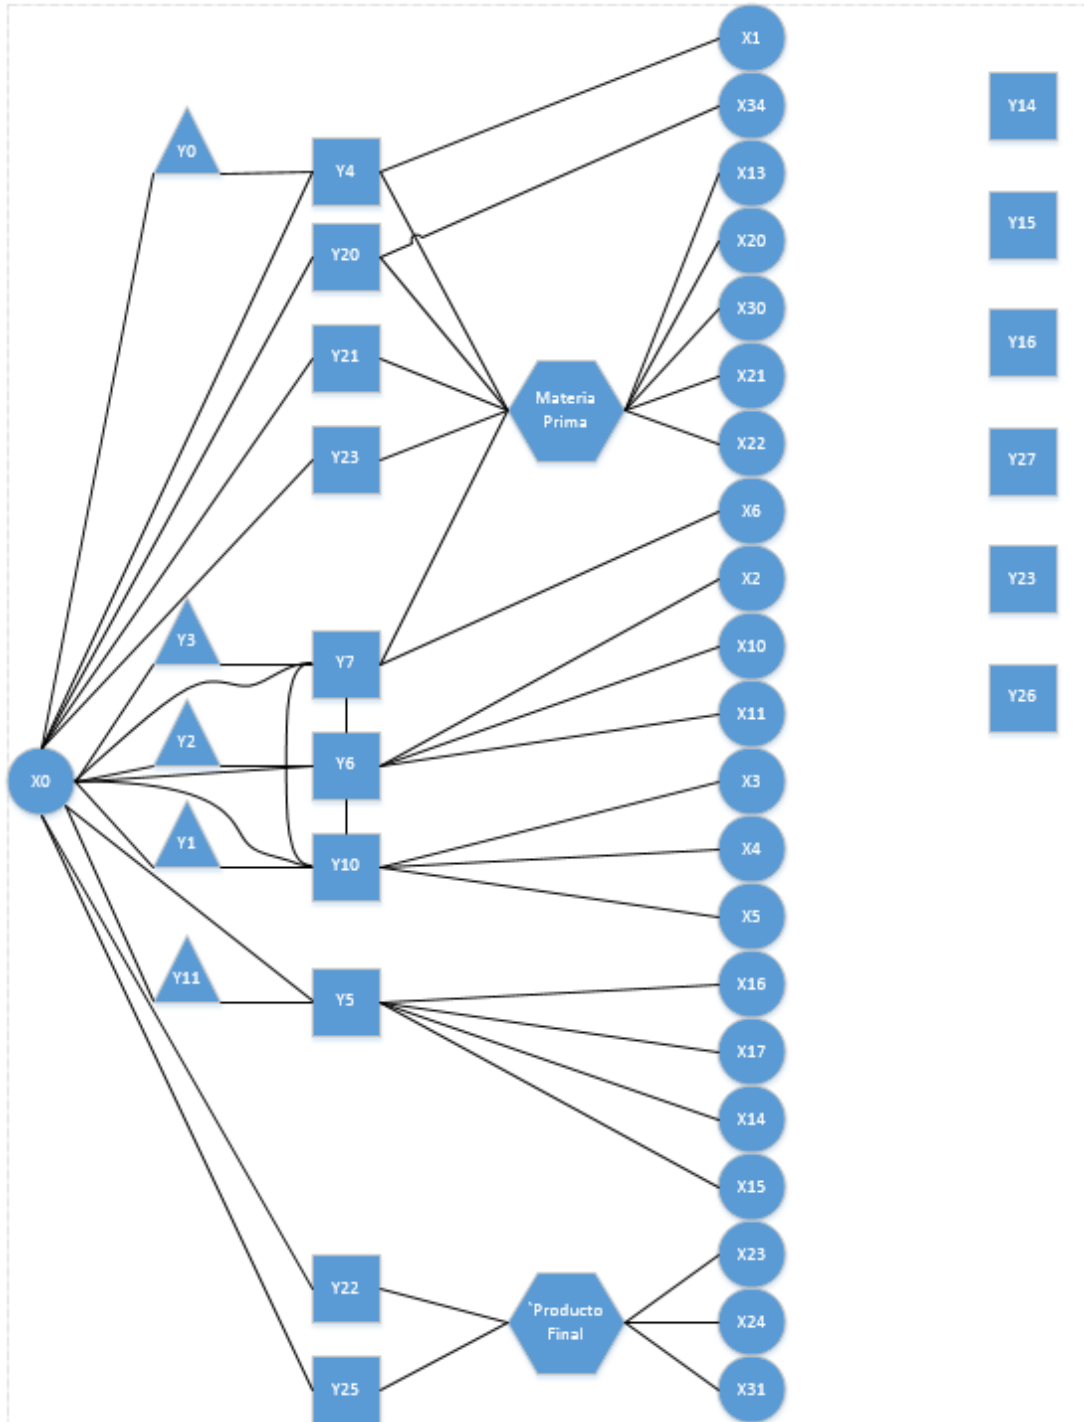 X1
X34
Y14
Y0
Y4
X13
Y20
X20
Y15
X30
Y21
Y16
X21
Materia
Prima
Y23
X22
Y27
X6
X2
Y23
Y3
Y7
X10
X11
Y26
Y2
Y6
X0
X3
Y1
Y10
X4
X5
Y11
Y5
X16
X17
X14
X15
X23
Y22
`Producto
Final
X24
Y25
X31